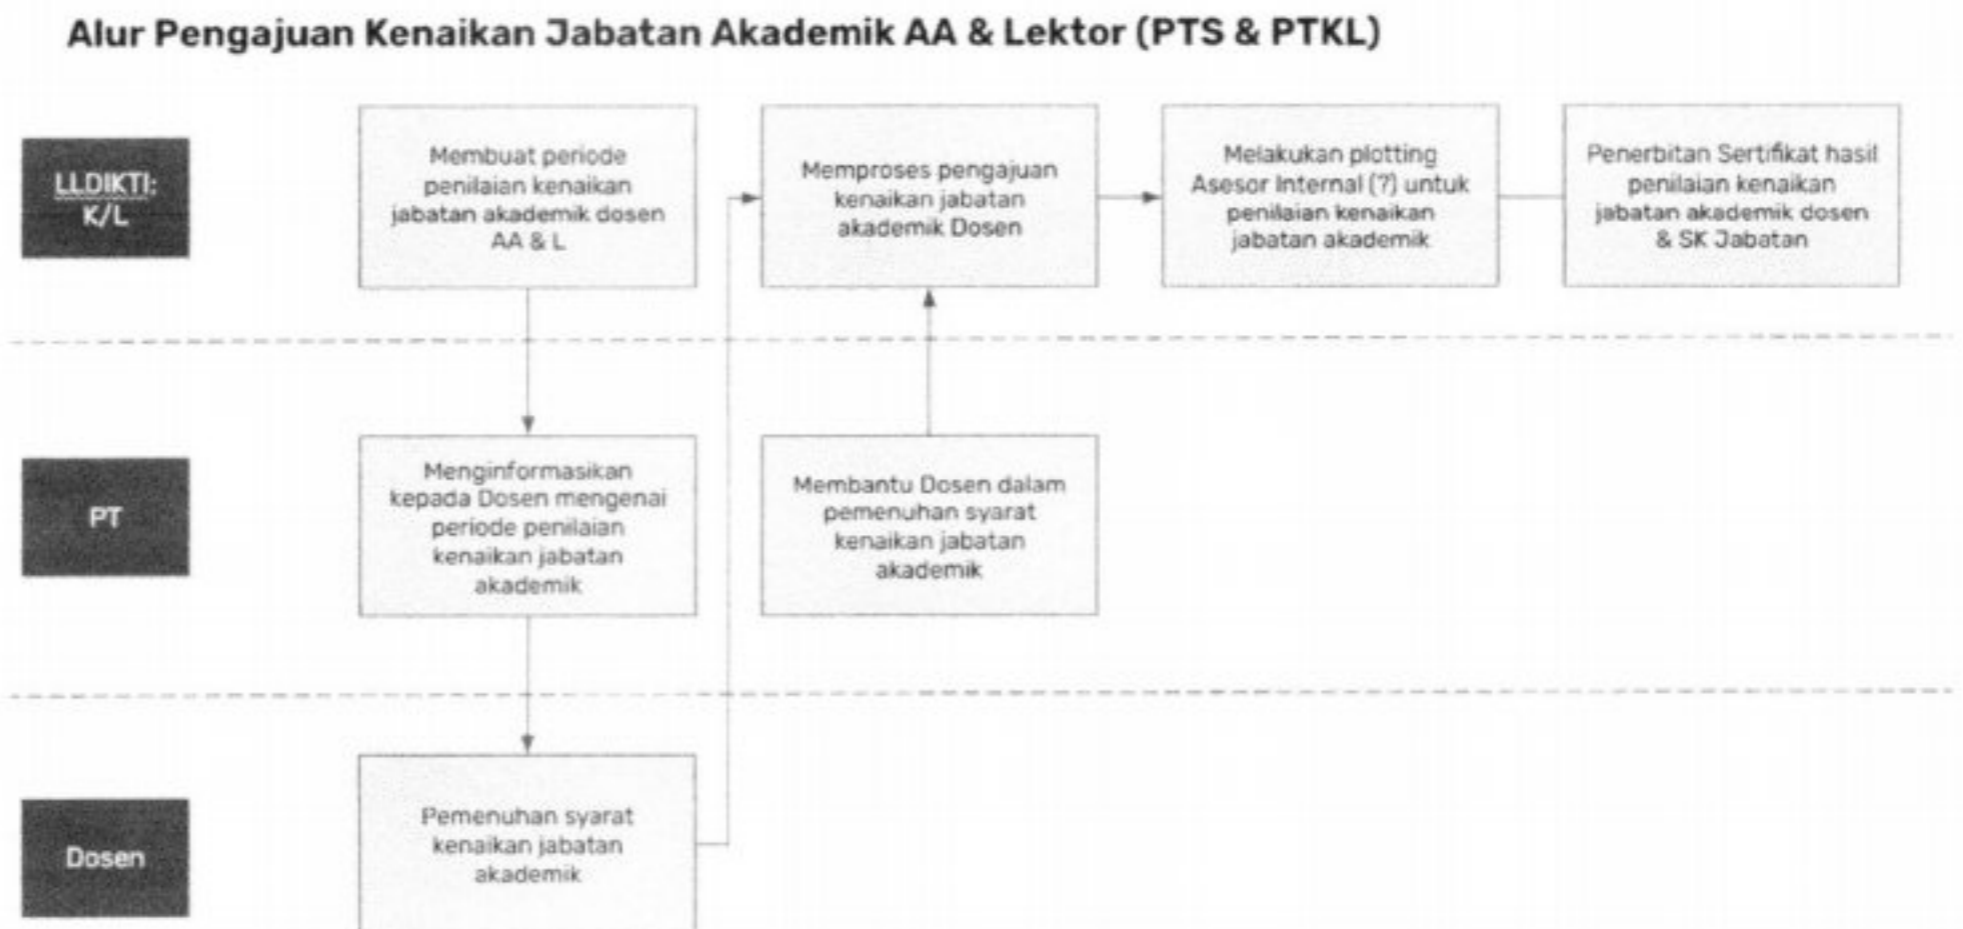 Alur Pengajuan Kenaikan Jabatan Akademik AA & Lektor (PTS & PTKL)
LLDIKTI:
K/L
Membuat periode
penilaian kenaikan
jabatan akademik dosen
AA & L
Memproses pengajuan
kenaikan jabatan
akademik Dosen
Melakukan plotting
Asesor Internal (?) untuk
penilaian kenaikan
jabatan akademik
Penerbitan Sertifikat hasil
penilaian kenaikan
jabatan akademik dosen
& SK Jabatan
PT
Menginformasikan
kepada Dosen mengenai
periode penilaian
kenaikan jabatan
akademik
Membantu Dosen dalam
pemenuhan syarat
kenaikan jabatan
akademik
Dosen
Pemenuhan syarat
kenaikan jabatan
akademik